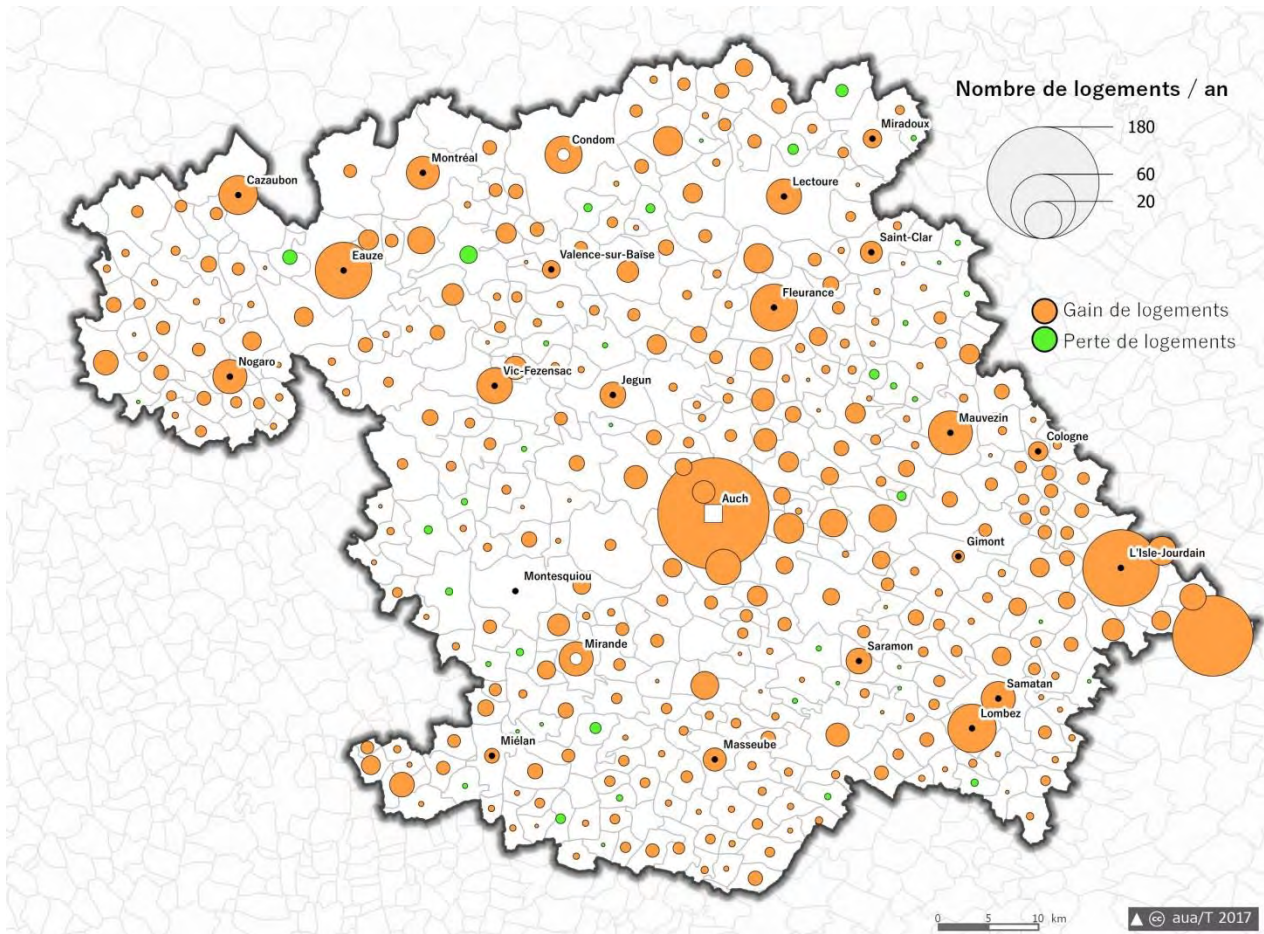 Nombre de logements / an
180
60
20
Gain de logements
Perte de logements
Miradoux
Condom
Montréal
Cazaubon
Lectoure
Saint-Clar
Eauze
Valence-sur-Baïse
Fleurance
Nogaro
Vic-Fezensac
Jegun
Mauvezin
Cologne
Auch
Gimont
L'Isle-Jourdain
Montesquiou
Mirande
Saramon
Samatan
Lombez
Miélan
Masseube
0 5 10 km
cc aua/T 2017